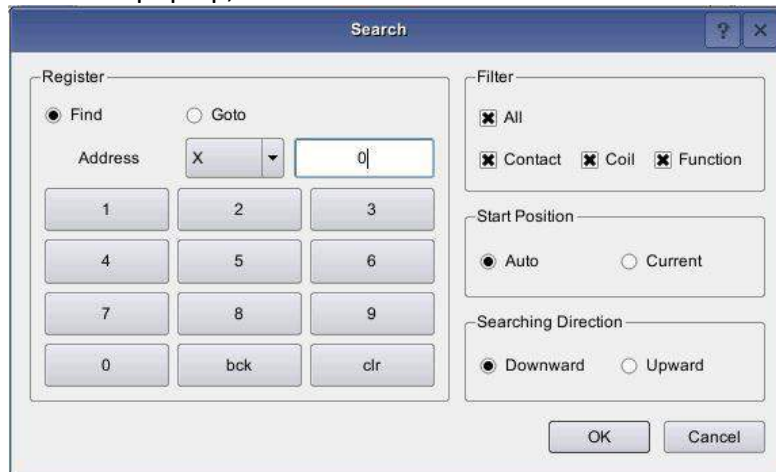 Search
Register
Find Goto
Address X 0
1 2 3
4 5 6
7 8 9
0 bck clr
Filter
All
Contact Coil Function
Start Position
Auto Current
Searching Direction
Downward Upward
OK Cancel